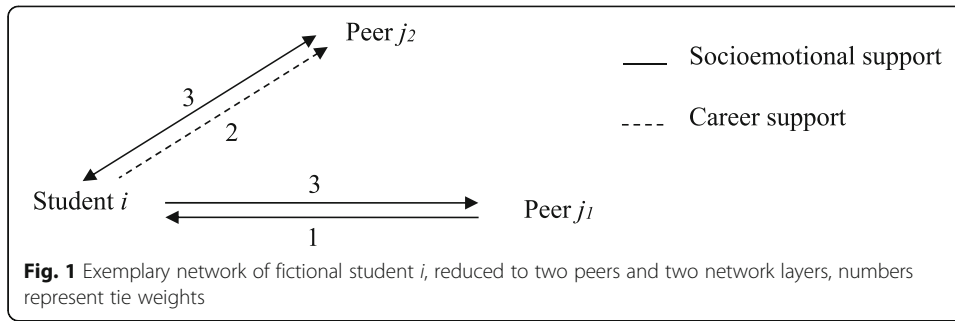 Peer j2
Socioemotional support
3
Career support
2
Student i
3
Peer j1
1
Fig. 1 Exemplary network of fictional student i, reduced to two peers and two network layers, numbers
represent tie weights